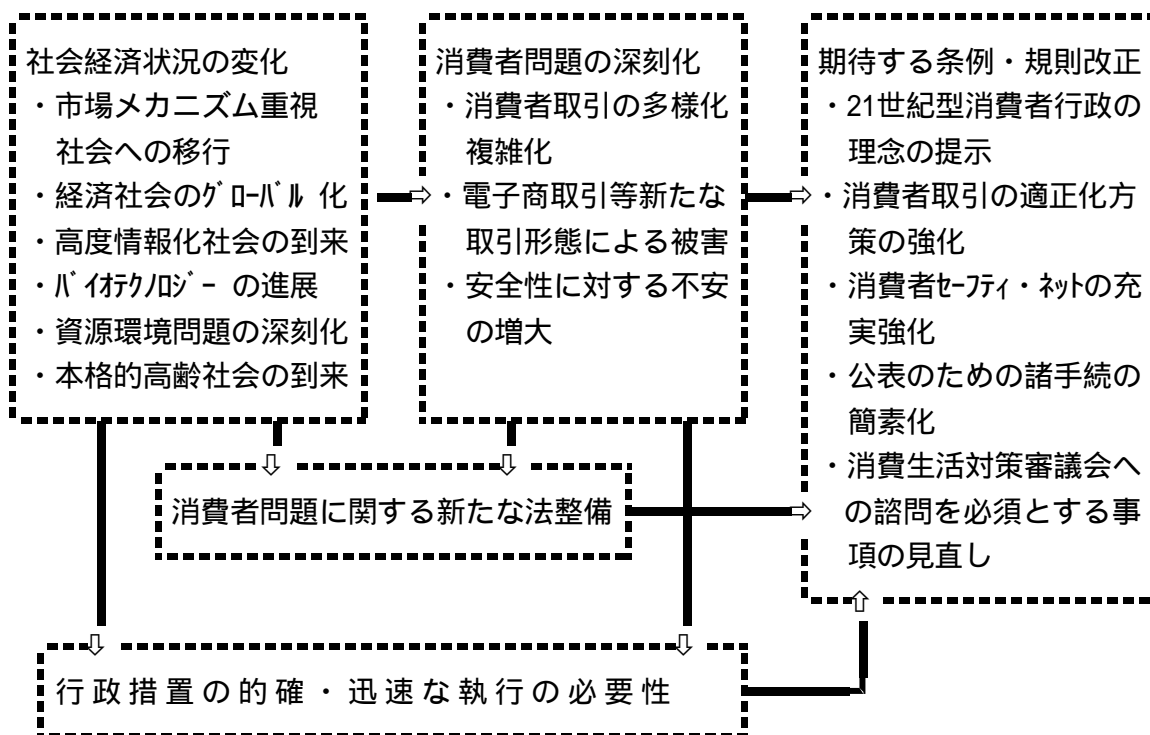 社会経済状況の変化
・市場メカニズム重視
社会への移行
・経済社会のｸﾞﾛｰﾊﾞﾙ 化
・高度情報化社会の到来
・ﾊﾞｲｵﾃｸﾉﾛｼﾞｰ の進展
・資源環境問題の深刻化
・本格的高齢社会の到来
消費者問題の深刻化
・消費者取引の多様化
複雑化
・電子商取引等新たな
取引形態による被害
・安全性に対する不安
の増大
期待する条例・規則改正
・21世紀型消費者行政の
理念の提示
・消費者取引の適正化方
策の強化
・消費者ｾｰﾌﾃｨ・ﾈｯﾄの充
実強化
・公表のための諸手続の
簡素化
・消費生活対策審議会へ
の諮問を必須とする事
項の見直し
消費者問題に関する新たな法整備
行政措置の的確・迅速な執行の必要性